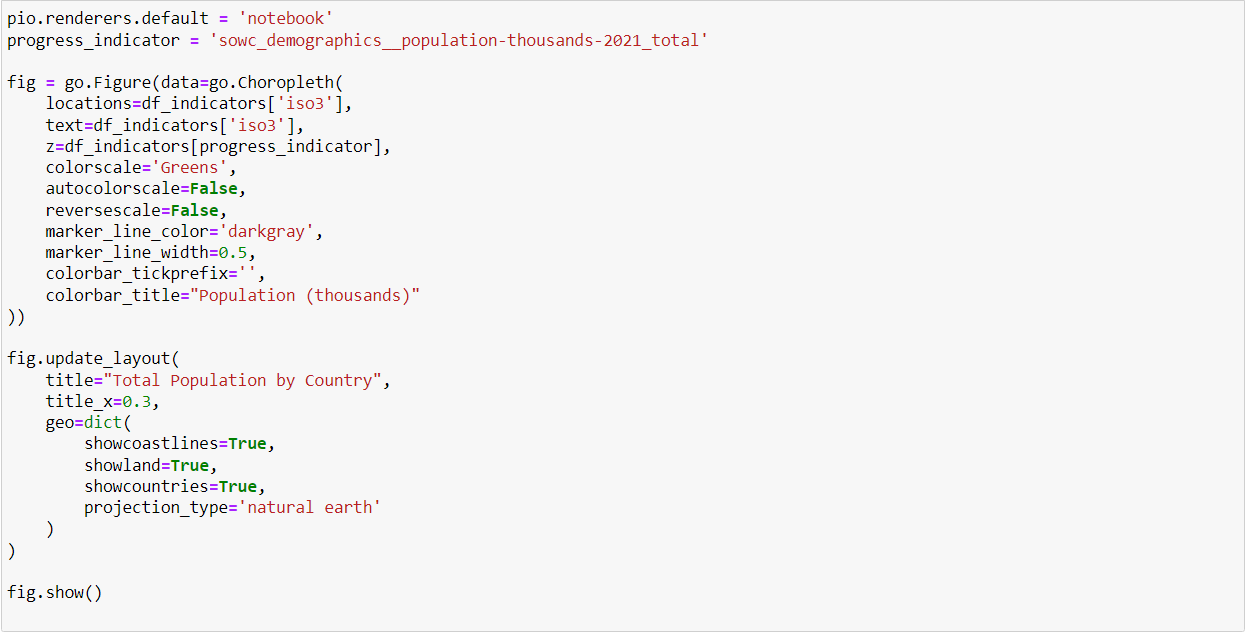 pio.renderers.default = 'notebook'
progress_indicator = 'sowc_demographics__population-thousands-2021_total'

fig = go.Figure(data=go.Choropleth(
    locations=df_indicators['iso3'],
    text=df_indicators['iso3'],
    z=df_indicators[progress_indicator],
    colorscale='Greens',
    autocolorscale=False,
    reversescale=False,
    marker_line_color='darkgray',
    marker_line_width=0.5,
    colorbar_tickprefix='',
    colorbar_title="Population (thousands)"
))

fig.update_layout(
    title="Total Population by Country",
    title_x=0.3,
    geo=dict(
        showcoastlines=True,
        showland=True,
        showcountries=True,
        projection_type='natural earth'
    )
)

fig.show()